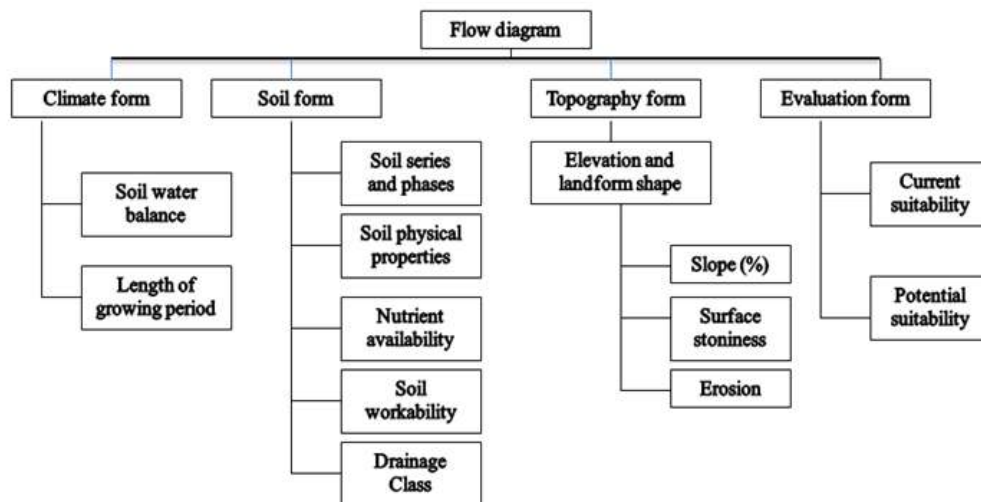 Flow diagram
Climate form
Soil form
Topography form
Evaluation form
Soil water
balance
Length of
growing period
Soil series
and phases
Soil physical
properties
Nutrient
availability
Soil
workability
Drainage
Class
Elevation and
land form shape
Slope (%)
Surface
stoniness
Erosion
Current
suitability
Potential
suitability